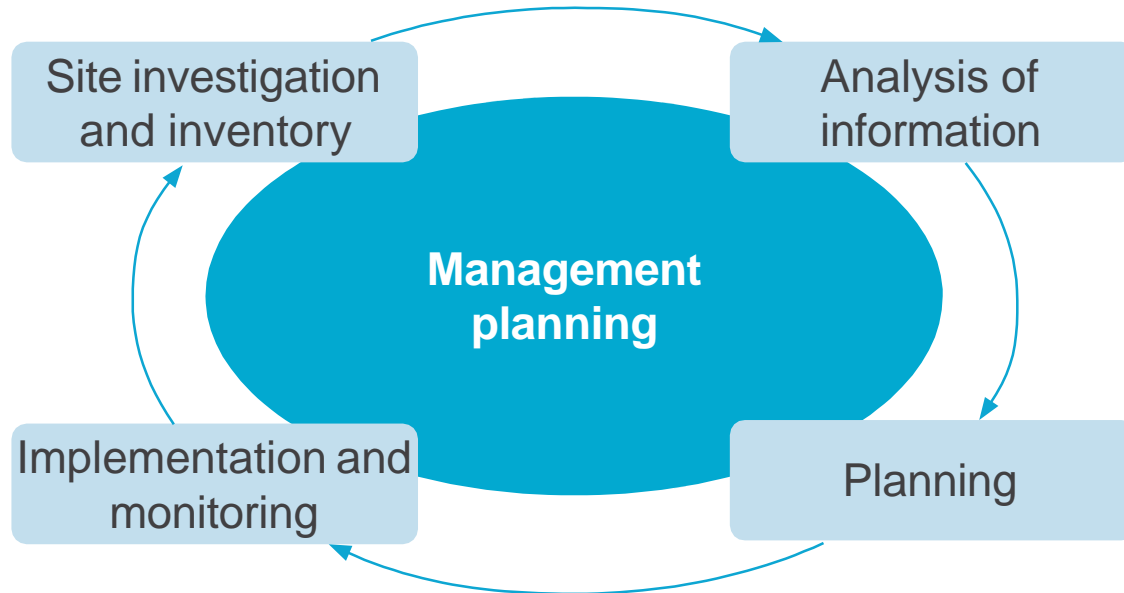 Site investigation
and inventory
Analysis of
information
Management
planning
Implementation and
monitoring
Planning